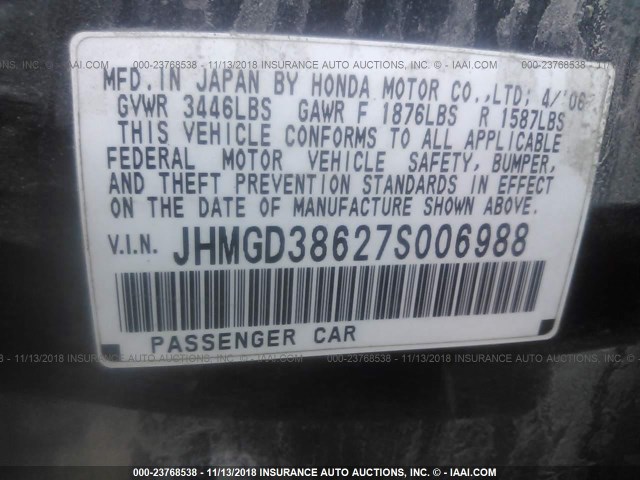 000-23768538 - 11/13/2018 INSURANCE AUTO AUCTIONS, INC. - ©IAAI.COM
MFD. IN JAPAN BY HONDA MOTOR CO.,LTD; 4/'06
GVWR 3446LBS GAWR F 1876LBS R 1587LBS
THIS VEHICLE CONFORMS TO ALL APPLICABLE
FEDERAL MOTOR VEHICLE SAFETY, BUMPER,
AND THEFT PREVENTION STANDARDS IN EFFECT
ON THE DATE OF MANUFACTURE SHOWN ABOVE.
V.I.N. JHMGD38627S006988
PASSENGER CAR
000-23768538 - 11/13/2018 INSURANCE AUTO AUCTIONS, INC. - ©IAAI.COM
000-23768538 - 11/13/2018 INSURANCE AUTO AUCTIONS, INC. - ©IAAI.COM